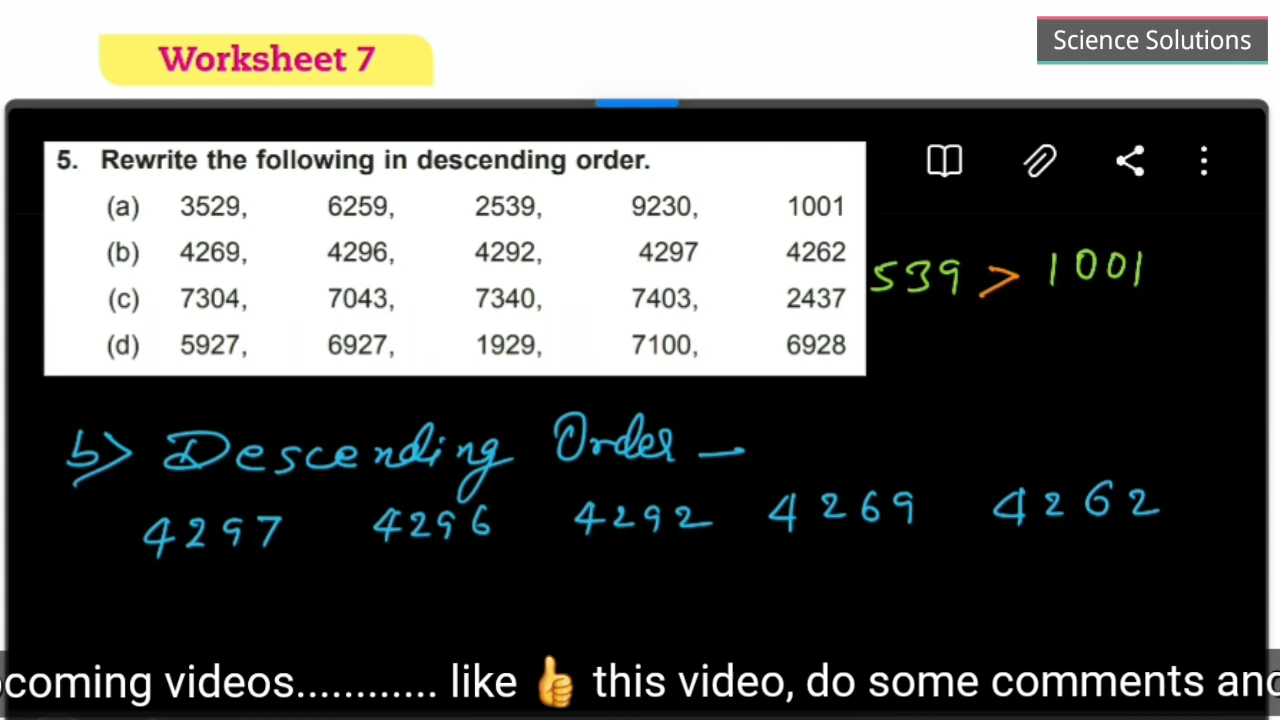 Science Solutions
Worksheet 7
5. Rewrite the following in descending order.
(a) 3529, 6259, 2539, 9230, 1001
(b) 4269, 4296, 4292, 4297 4262
(c) 7304, 7043, 7340, 7403, 2437
(d) 5927, 6927, 1929, 7100, 6928
539 > 1001
b) Descending Order —
4297 4296 4292 4269 4262
coming videos............ like 👍 this video, do some comments and